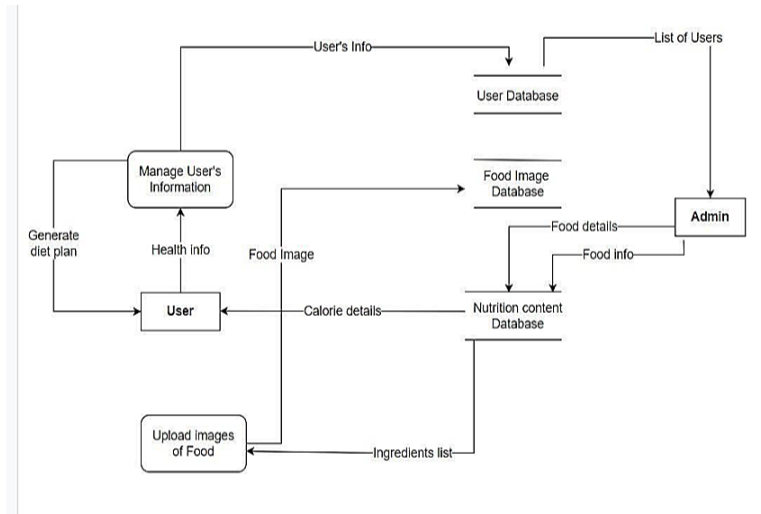 User's Info
List of Users
User Database
Manage User's
Information
Food Image
Database
Admin
Food details
Generate
diet plan
Health info
Food Image
Food info
User
Calorie details
Nutrition content
Database
Upload images
of Food
Ingredients list